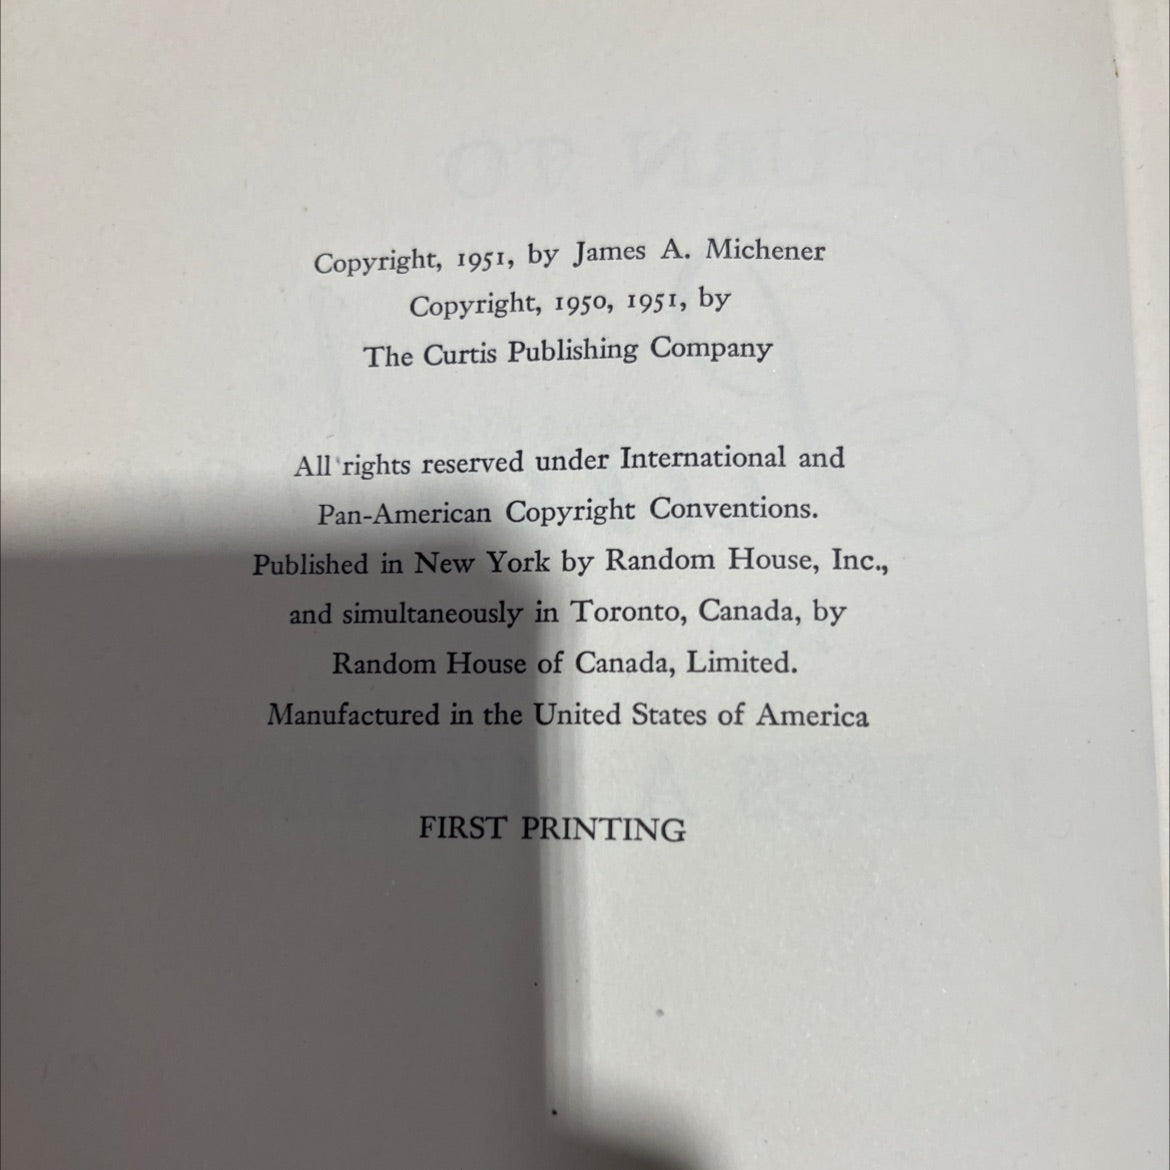 Copyright, 1951, by James A. Michener
Copyright, 1950, 1951, by
The Curtis Publishing Company
All rights reserved under International and
Pan-American Copyright Conventions.
Published in New York by Random House, Inc.,
and simultaneously in Toronto, Canada, by
Random House of Canada, Limited.
Manufactured in the United States of America
FIRST PRINTING